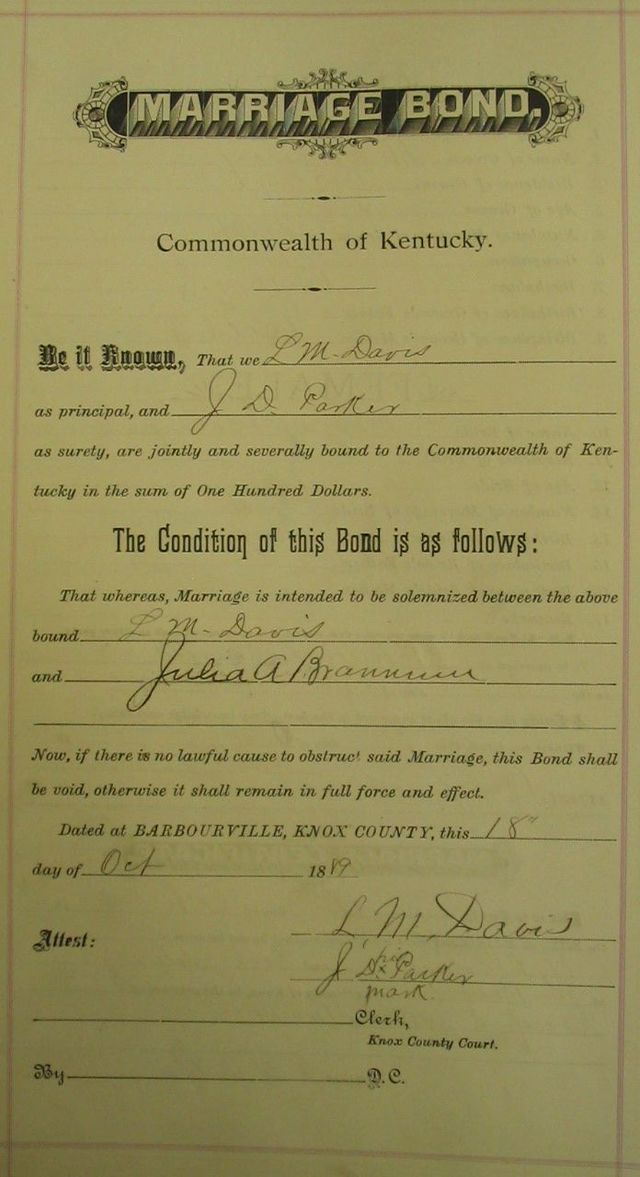 MARRIAGE BOND.
Commonwealth of Kentucky.
Be it Known, That we L M. Davis
as principal, and J D. Parker
as surety, are jointly and severally bound to the Commonwealth of Ken-
tucky in the sum of One Hundred Dollars.
The Condition of this Bond is as follows:
That whereas, Marriage is intended to be solemnized between the above
bound L M. Davis
and Julia A
Now, if there is no lawful cause to obstruct said Marriage, this Bond shall
be void, otherwise it shall remain in full force and effect.
Dated at BARBOURVILLE, KNOX COUNTY, this 18"
day of Oct 1889
L. M. Davis
Attest:
his
J D. x Parker
mark.
Clerk,
Knox County Court.
By D. C.